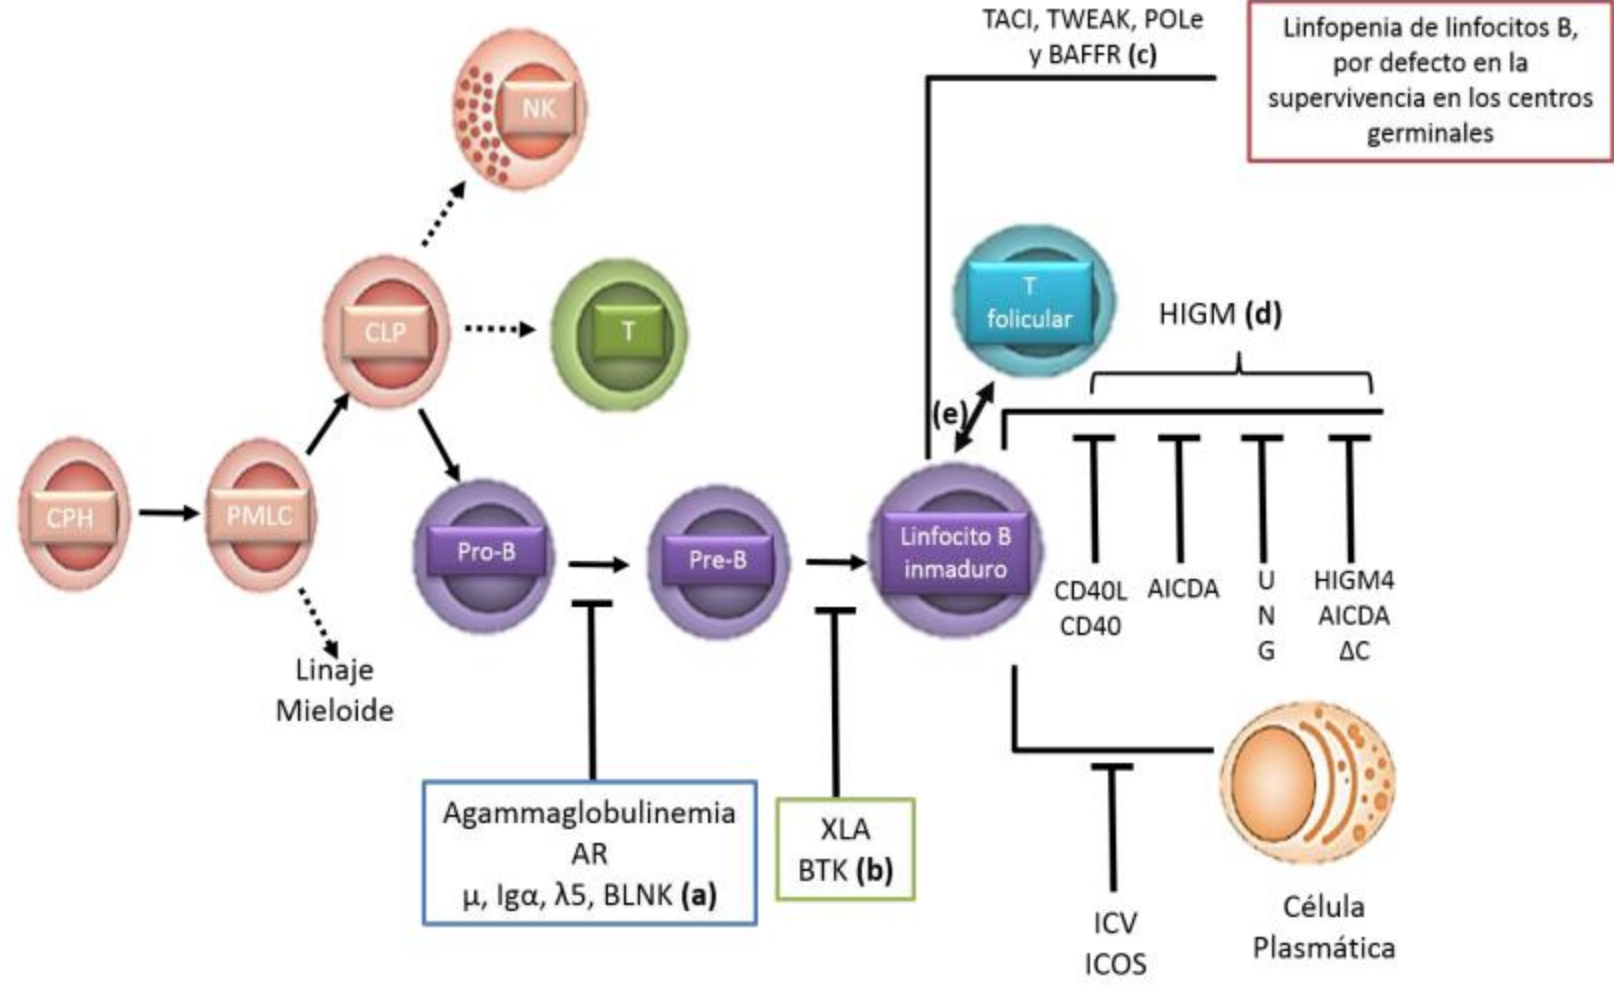 TACI, TWEAK, POLe
y BAFFR (c)
Linfopenia de linfocitos B,
por defecto en la
supervivencia en los centros
germinales
NK
T
folicular
HIGM (d)
CLP
T
(e)
CPH
PMLC
Pro-B
Pre-B
Linfocito B
inmaduro
CD40L
CD40
AICDA
U
N
G
HIGM4
AICDA
ΔC
Linaje
Mieloide
Agammaglobulinemia
AR
μ, Igα, λ5, BLNK (a)
XLA
BTK (b)
ICV
ICOS
Célula
Plasmática